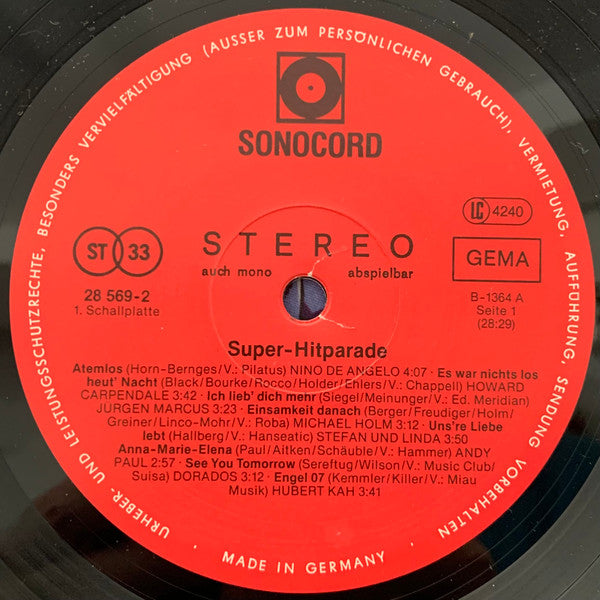 URHEBER- UND LEISTUNGSSCHUTZRECHTE, BESONDERS VERVIELFÄLTIGUNG (AUSSER ZUM PERSÖNLICHEN GEBRAUCH), VERMIETUNG, AUFFÜHRUNG, SENDUNG VORBEHALTEN
SONOCORD
LC 4240
ST 33
STEREO
GEMA
auch mono abspielbar
28 569-2
1. Schallplatte
B-1364 A
Seite 1
(28:29)
Super-Hitparade
Atemlos (Horn-Bernges/V.: Pilatus) NINO DE ANGELO 4:07 · Es war nichts los
heut' Nacht (Black/Bourke/Rocco/Holder/Ehlers/V.: Chappell) HOWARD
CARPENDALE 3:42 · Ich lieb' dich mehr (Siegel/Meinunger/V.: Ed. Meridian)
JÜRGEN MARCUS 3:23 · Einsamkeit danach (Berger/Freudiger/Holm/
Greiner/Linco-Mohr/V.: Roba) MICHAEL HOLM 3:12 · Uns're Liebe
lebt (Hallberg/V.: Hanseatic) STEFAN UND LINDA 3:50
Anna-Marie-Elena (Paul/Aitken/Schäuble/V.: Hammer) ANDY
PAUL 2:57 · See You Tomorrow (Sereftug/Wilson/V.: Music Club/
Suisa) DORADOS 3:12 · Engel 07 (Kemmler/Killer/V.: Miau
Musik) HUBERT KAH 3:41
· MADE IN GERMANY ·